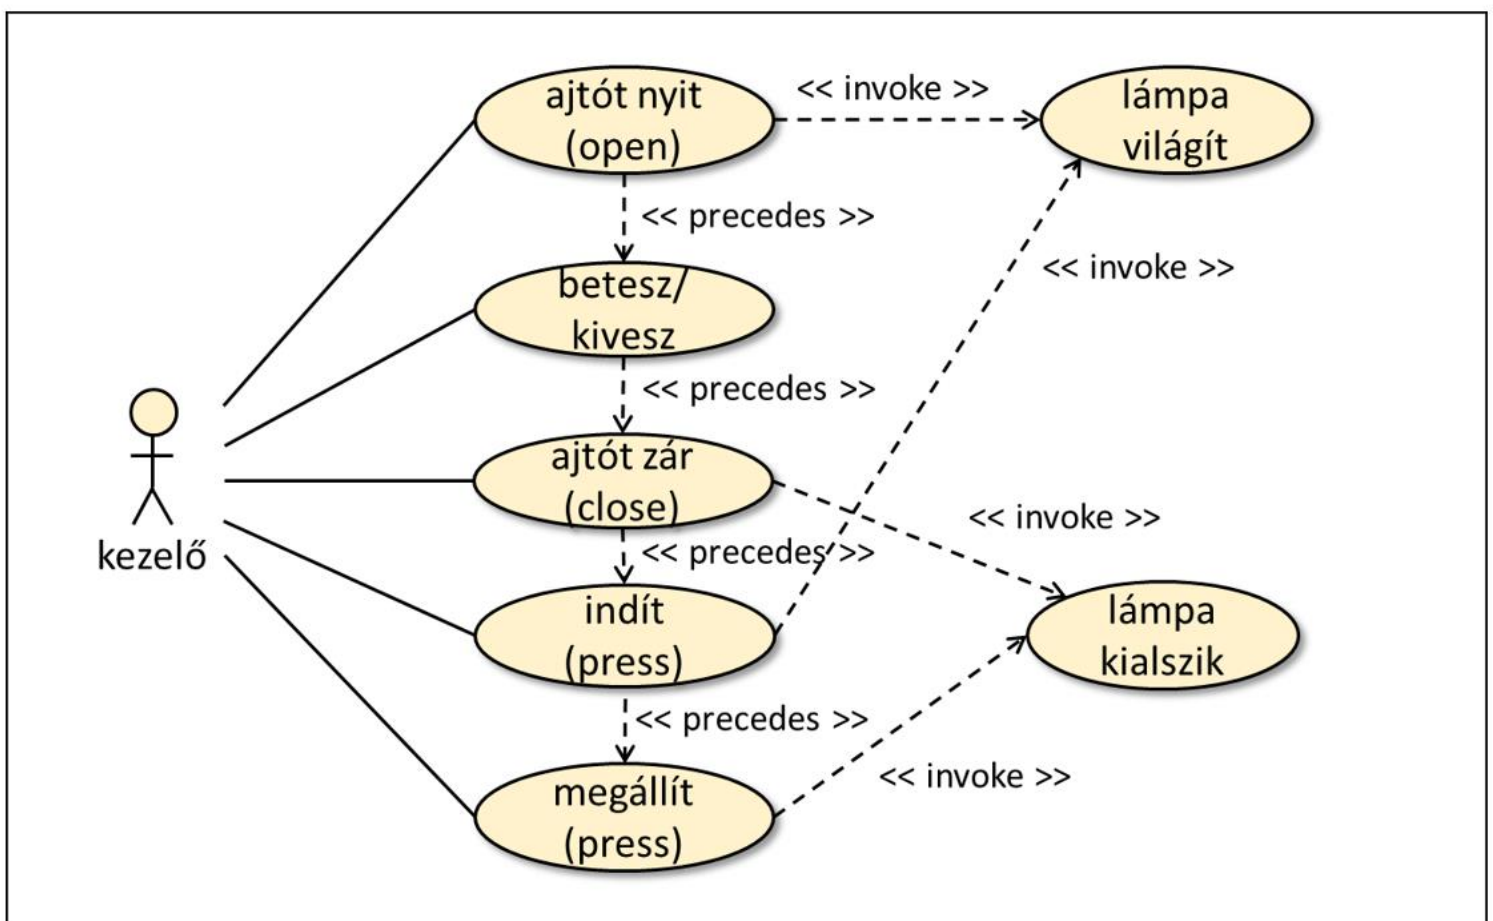 ajtót nyit
(open)
<< invoke >>
lámpa
világít
<< precedes >>
<< invoke >>
betesz/
kivesz
<< precedes >>
ajtót zár
(close)
<< invoke >>
kezelő
<< precedes >>
indít
(press)
lámpa
kialszik
<< precedes >>
<< invoke >>
megállít
(press)